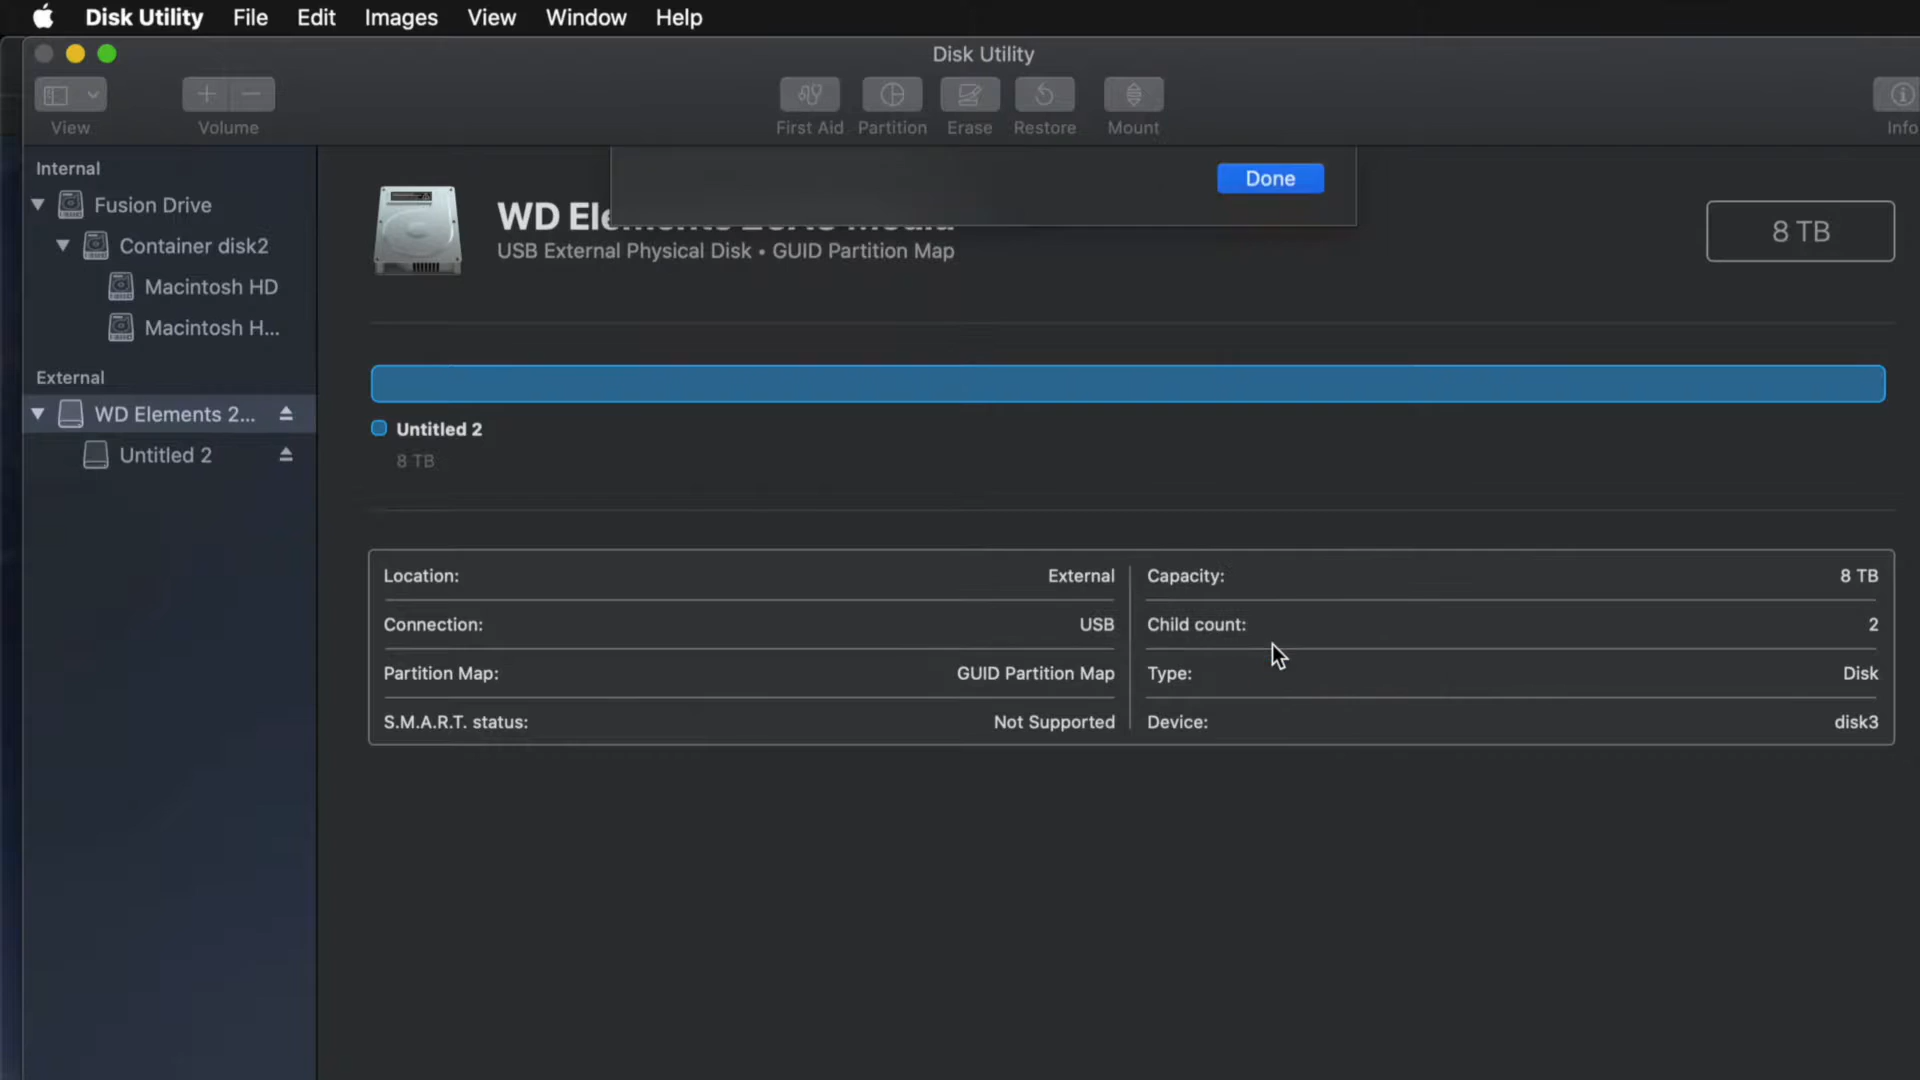 Disk Utility File Edit Images View Window Help
Disk Utility
View Volume First Aid Partition Erase Restore Mount Info
Internal
Fusion Drive
Container disk2
Macintosh HD
Macintosh H...
External
WD Elements 2...
Untitled 2
Done
WD Elements
USB External Physical Disk • GUID Partition Map
8 TB
Untitled 2
8 TB
Location: External
Connection: USB
Partition Map: GUID Partition Map
S.M.A.R.T. status: Not Supported
Capacity: 8 TB
Child count: 2
Type: Disk
Device: disk3